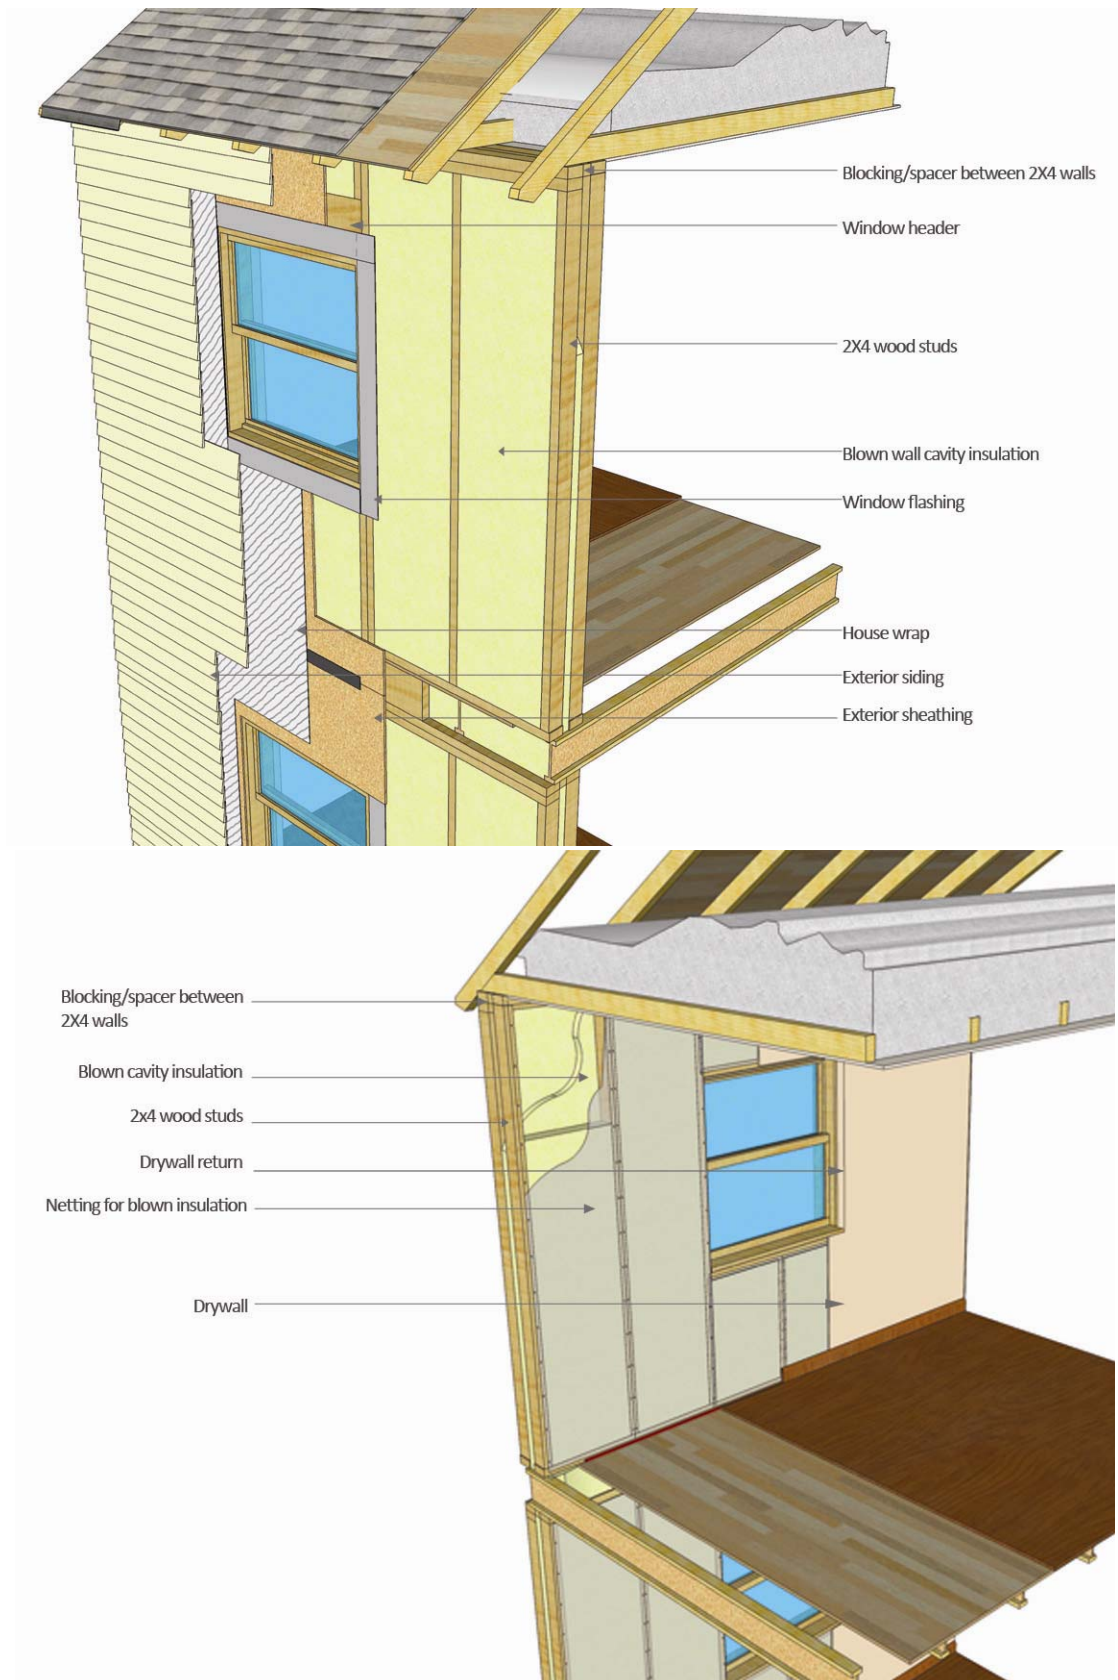 Blocking/spacer between 2X4 walls
Window header
2X4 wood studs
Blown wall cavity insulation
Window flashing
House wrap
Exterior siding
Exterior sheathing
Blocking/spacer between
2X4 walls
Blown cavity insulation
2x4 wood studs
Drywall return
Netting for blown insulation
Drywall